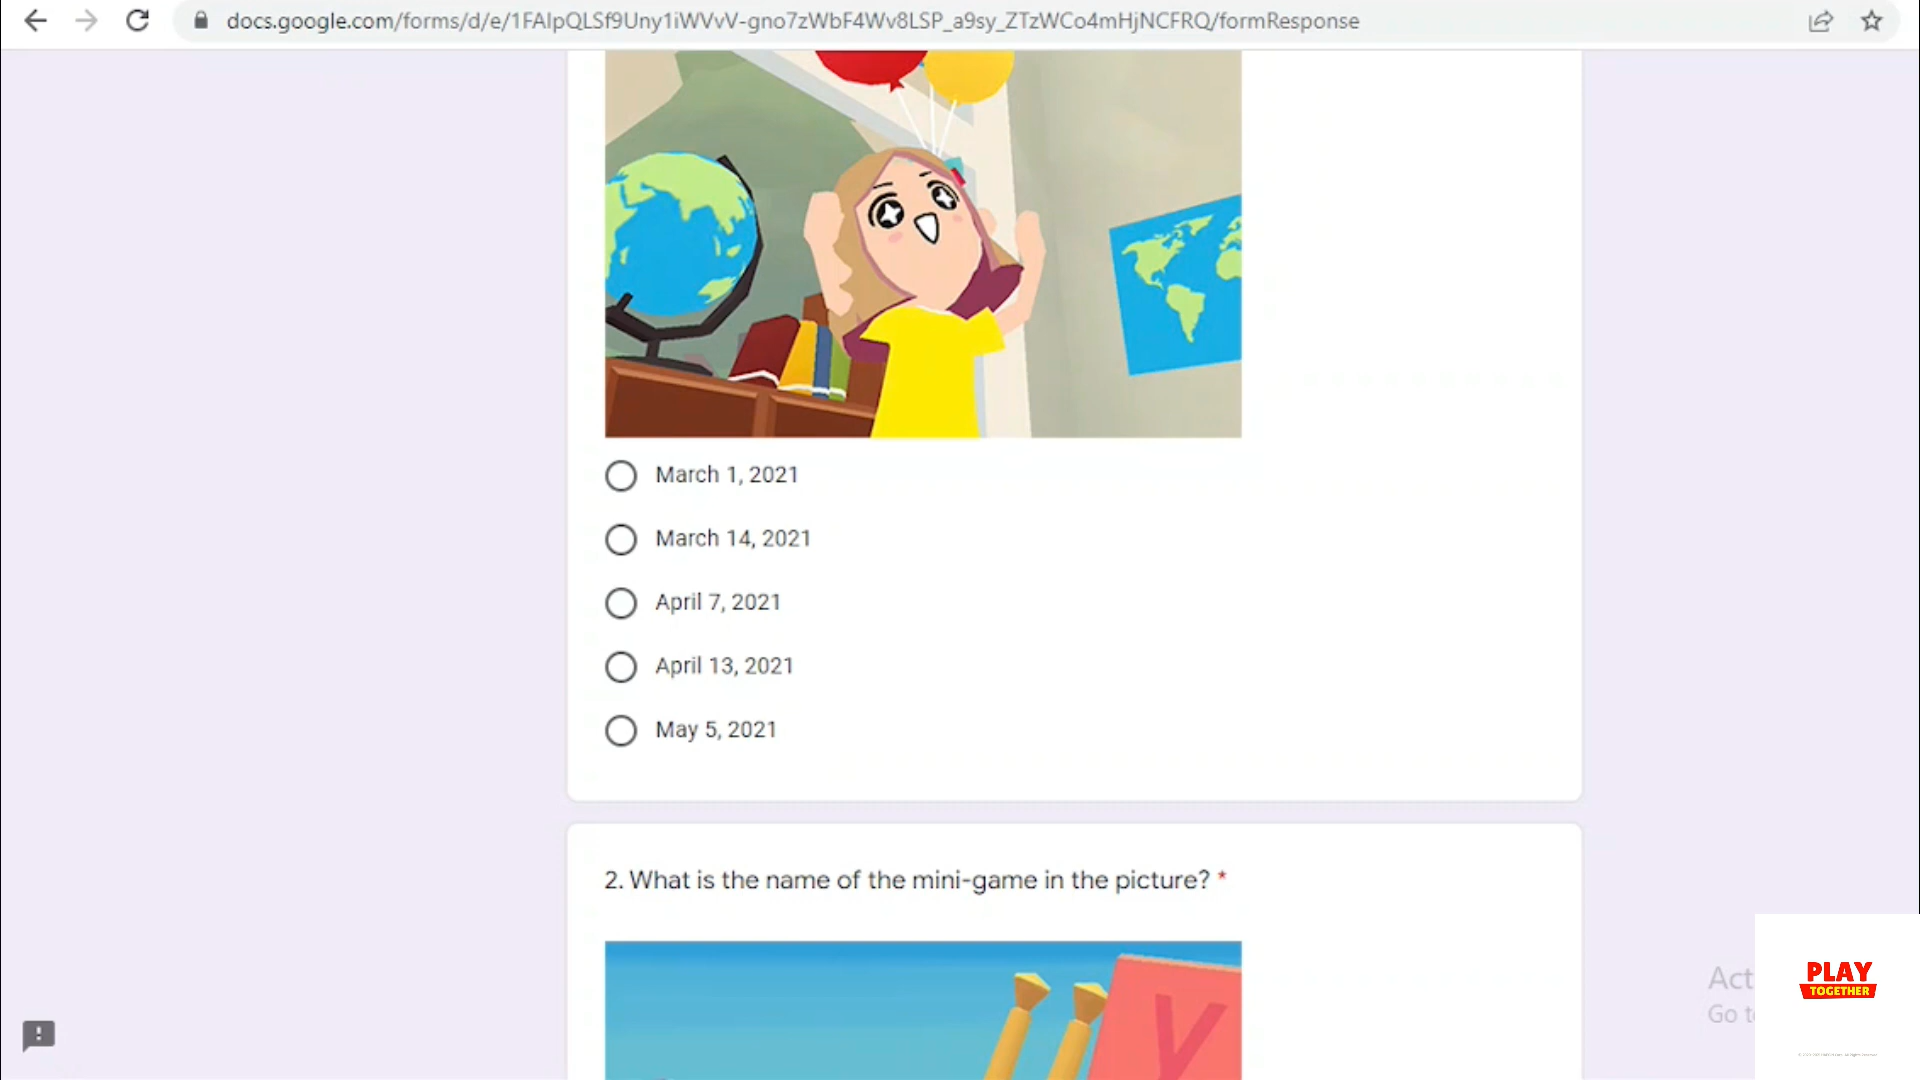 docs.google.com/forms/d/e/1FAIpQLSf9Uny1iWVvV-gno7zWbF4Wv8LSP_a9sy_ZTzWCo4mHjNCFRQ/formResponse
March 1, 2021
March 14, 2021
April 7, 2021
April 13, 2021
May 5, 2021
2. What is the name of the mini-game in the picture? *
y
Act
Go t
PLAY
TOGETHER